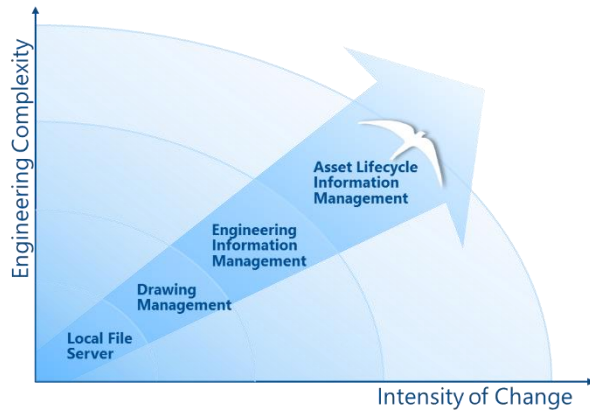 Engineering Complexity
Asset Lifecycle
Information
Management
Engineering
Information
Management
Drawing
Management
Local File
Server
Intensity of Change